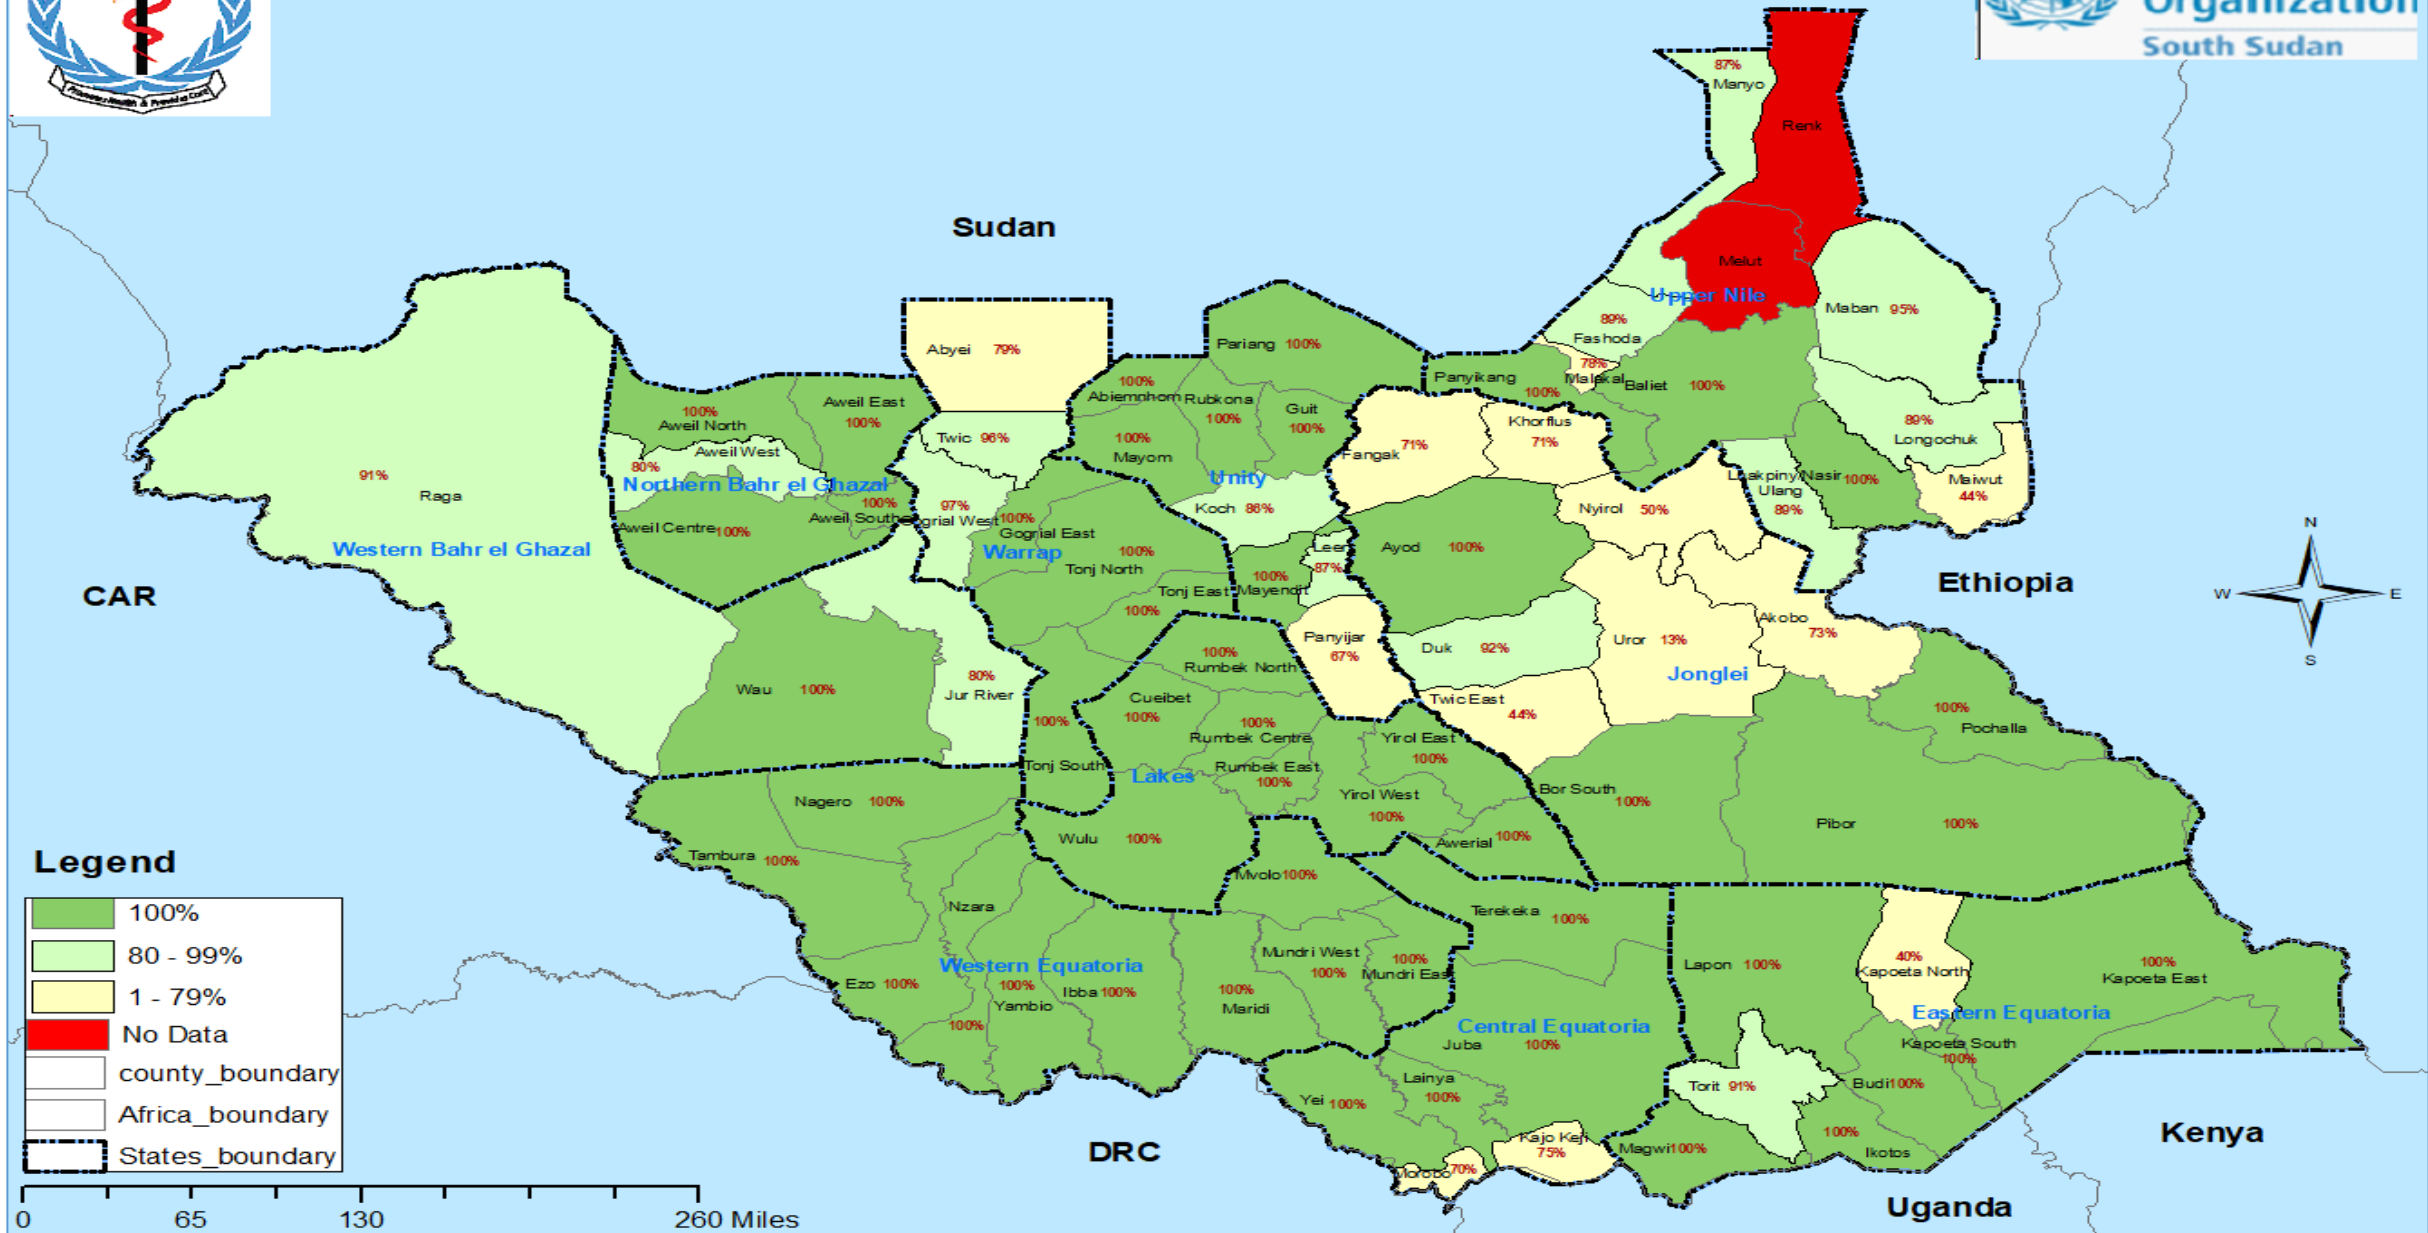 Organization
South Sudan
87%
Manyo
Renk
Sudan
Melut
Upper Nile
Maban 95%
89%
Fashoda
Abyei 79%
Pariang 100%
78%
Malakal
Panyikang
100%
Baliet 100%
100%
Abiemnhom
Rubkona
100%
Guit
100%
Aweil East
100%
100%
Aweil North
Khorflus
71%
89%
Longochuk
Twic 96%
100%
Mayom
71%
Fangak
Aweil West
80%
91%
Raga
Unity
Northern Bahr el Ghazal
Nasir 100%
Ulang
89%
Maiwut
44%
100%
Aweil South
97%
Koch 86%
Nyirol 50%
Aweil Centre 100%
100%
Gogrial East
Western Bahr el Ghazal
Warrap
100%
Tonj North
Leer
87%
Ayod 100%
N
W
E
S
CAR
Ethiopia
100%
Mayendit
Tonj East
100%
Akobo
73%
Panyijar
67%
Duk 92%
Uror 13%
Jonglei
100%
Rumbek North
Wau 100%
80%
Jur River
Cueibet
100%
Twic East
44%
100%
Pochalla
100%
Tonj South
100%
Rumbek Centre
Yirol East
100%
Lakes
Rumbek East
100%
Bor South
100%
Yirol West
100%
Nagero 100%
Pibor 100%
Wulu 100%
Awerial 100%
Tambura 100%
Mvolo 100%
Nzara
Terekeka 100%
Mundri West
100%
100%
Mundri East
Western Equatoria
Lapon 100%
40%
Kapoeta North
100%
Kapoeta East
Ezo 100%
100%
Yambio
Ibba 100%
100%
Maridi
Eastern Equatoria
100%
Central Equatoria
Juba 100%
Kapoeta South
100%
Lainya
100%
Torit 91%
Budi 100%
Yei 100%
Kajo Keji
75%
Magwi 100%
100%
Ikotos
Morobo 70%
DRC
Kenya
Uganda
Legend
100%
80 - 99%
1 - 79%
No Data
county_boundary
Africa_boundary
States_boundary
0 65 130 260 Miles